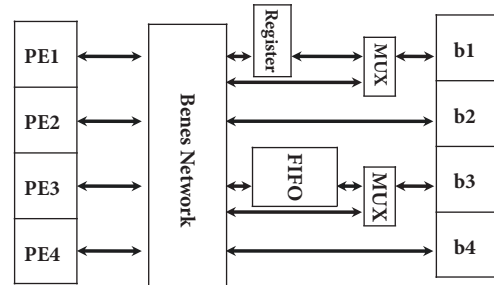 PE1
PE2
PE3
PE4
Benes Network
Register
MUX
FIFO
MUX
b1
b2
b3
b4